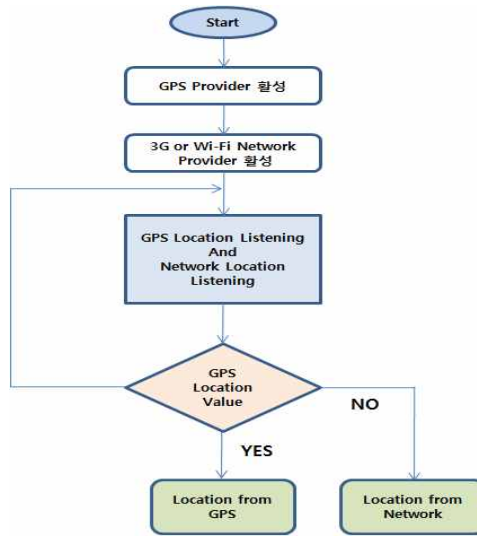 Start
GPS Provider 활성
3G or Wi-Fi Network
Provider 활성
GPS Location Listening
And
Network Location
Listening
GPS
Location
Value
NO
YES
Location from
GPS
Location from
Network